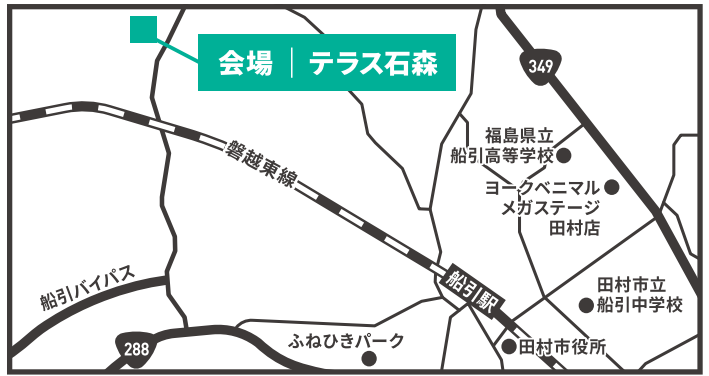 会場｜テラス石森
349
福島県立
船引高等学校
磐越東線
ヨークベニマル
メガステージ
田村店
船引バイパス
船引駅
田村市立
船引中学校
288
ふねひきパーク
田村市役所